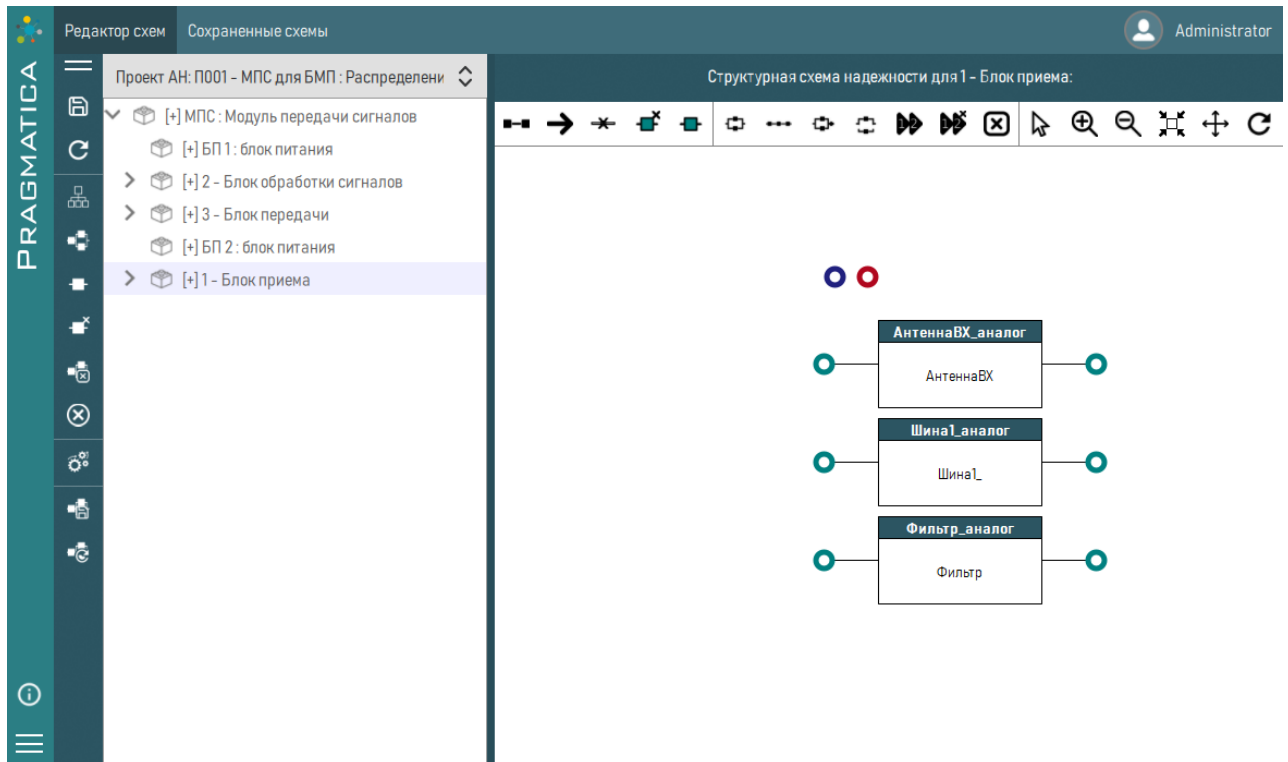 Редактор схем
Сохраненные схемы
Administrator
PRAGMATICA
Проект АН: П001 - МПС для БМП : Распределени
[+] МПС : Модуль передачи сигналов
[+] БП 1 : блок питания
[+] 2 - Блок обработки сигналов
[+] 3 - Блок передачи
[+] БП 2 : блок питания
[+] 1 - Блок приема
Структурная схема надежности для 1 - Блок приема:
АнтеннаВХ_аналог
АнтеннаВХ
Шина1_аналог
Шина1_
Фильтр_аналог
Фильтр